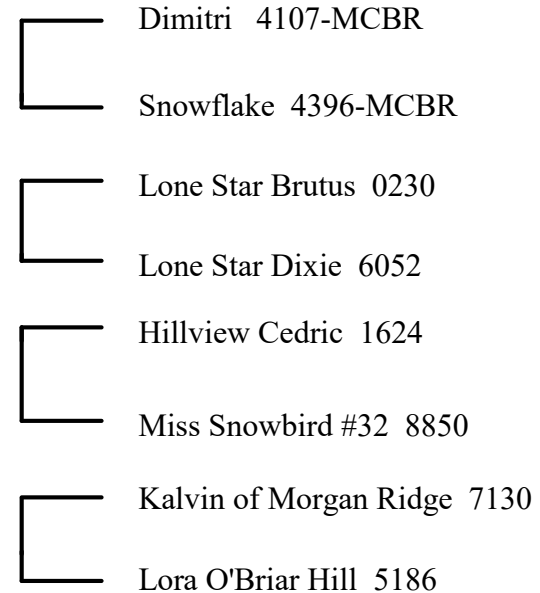 Dimitri 4107-MCBR
Snowflake 4396-MCBR
Lone Star Brutus 0230
Lone Star Dixie 6052
Hillview Cedric 1624
Miss Snowbird #32 8850
Kalvin of Morgan Ridge 7130
Lora O'Briar Hill 5186